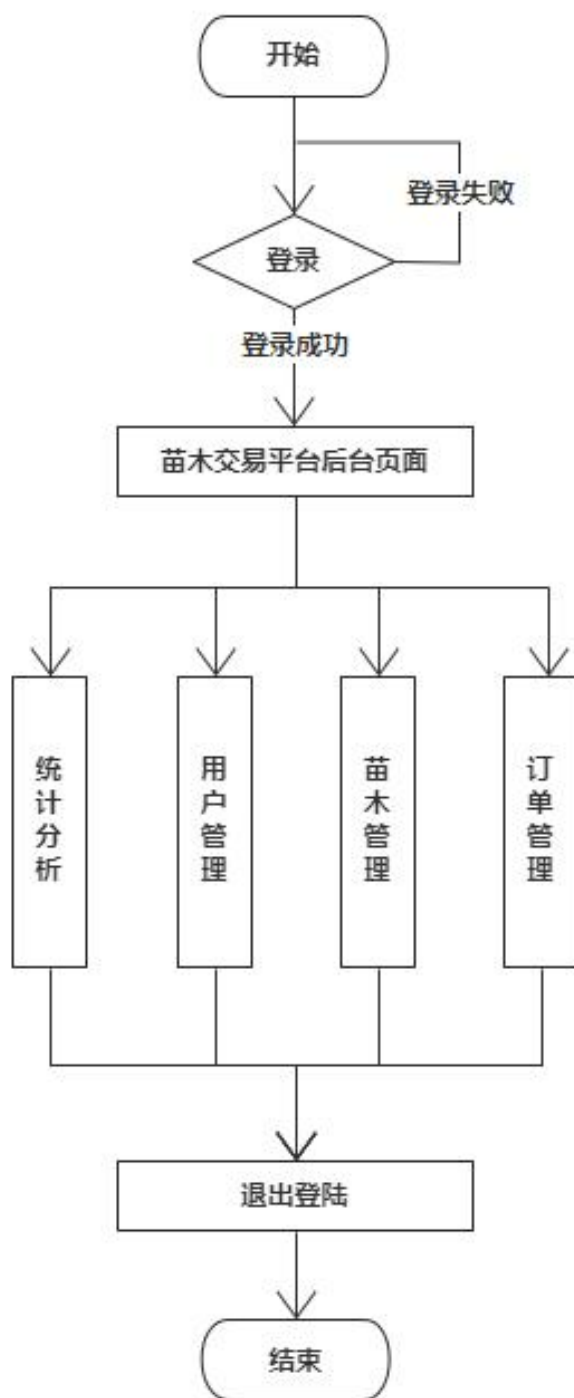 开始
登录失败
登录
登录成功
苗木交易平台后台页面
统计分析
用户管理
苗木管理
订单管理
退出登陆
结束